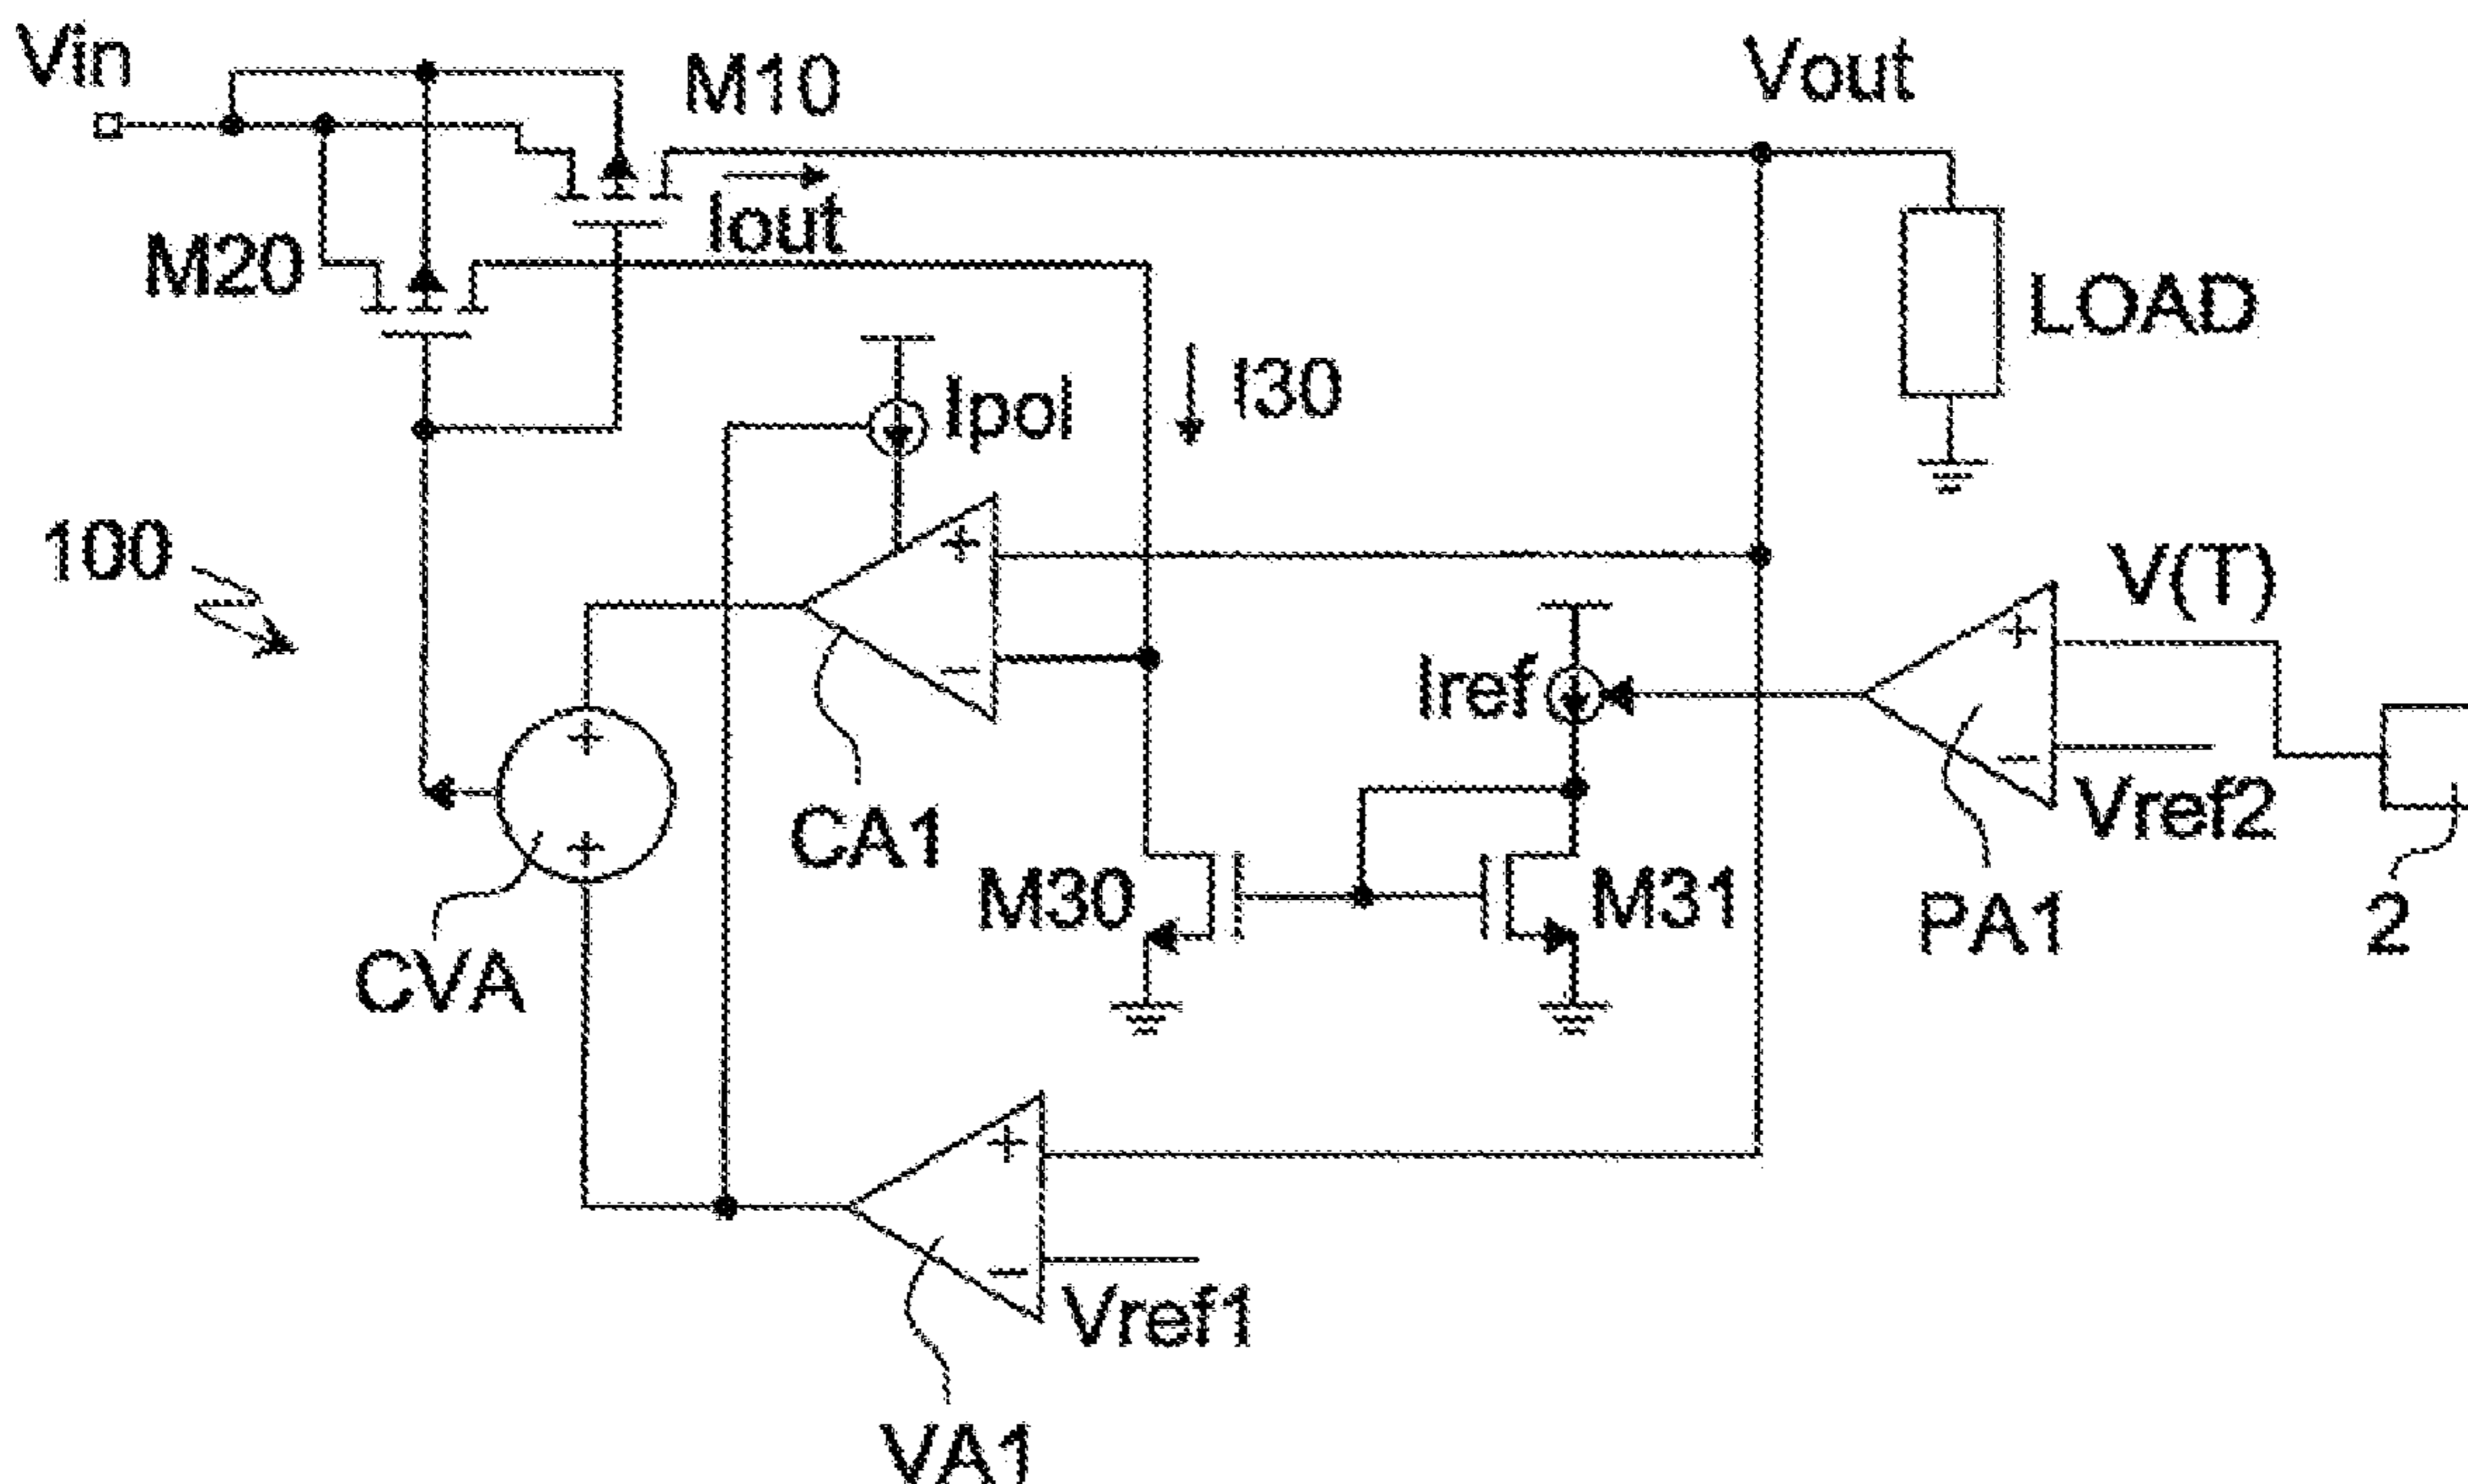 Vin
M10
Vout
Iout
M20
LOAD
Ipol
I30
100
+
V(T)
+
Iref
−
+
−
Vref2
CA1
+
M30
M31
PA1
2
CVA
+
−
Vref1
VA1